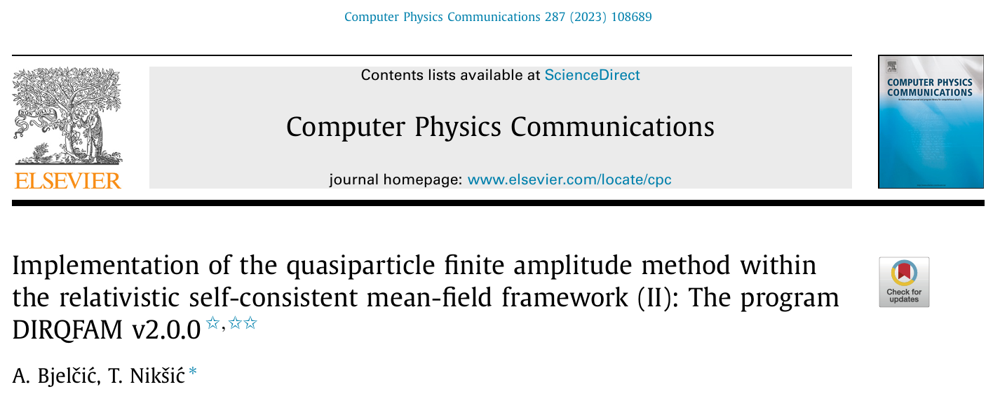 Computer Physics Communications 287 (2023) 108689
Contents lists available at ScienceDirect
Computer Physics Communications
journal homepage: www.elsevier.com/locate/cpc
NON SOLUS
ELSEVIER
COMPUTER PHYSICS
COMMUNICATIONS
Implementation of the quasiparticle finite amplitude method within
the relativistic self-consistent mean-field framework (II): The program
DIRQFAM v2.0.0 ☆,☆☆
Check for
updates
A. Bjelčić, T. Nikšić *